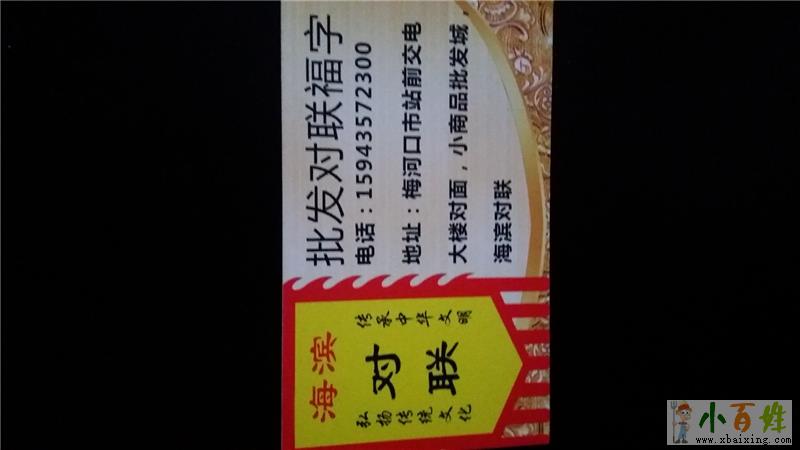 海滨
对联
传承中华文明
弘扬传统文化
批发对联福字
电话：15943572300
地址：梅河口市站前交电
大楼对面，小商品批发城，
海滨对联
小百姓
www.xbaixing.com